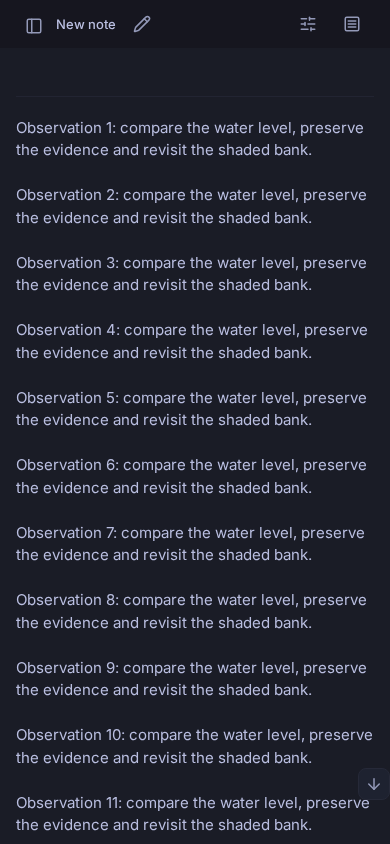 New note
Observation 1: compare the water level, preserve
the evidence and revisit the shaded bank.
Observation 2: compare the water level, preserve
the evidence and revisit the shaded bank.
Observation 3: compare the water level, preserve
the evidence and revisit the shaded bank.
Observation 4: compare the water level, preserve
the evidence and revisit the shaded bank.
Observation 5: compare the water level, preserve
the evidence and revisit the shaded bank.
Observation 6: compare the water level, preserve
the evidence and revisit the shaded bank.
Observation 7: compare the water level, preserve
the evidence and revisit the shaded bank.
Observation 8: compare the water level, preserve
the evidence and revisit the shaded bank.
Observation 9: compare the water level, preserve
the evidence and revisit the shaded bank.
Observation 10: compare the water level, preserve
the evidence and revisit the shaded bank.
Observation 11: compare the water level, preserve
the evidence and revisit the shaded bank.